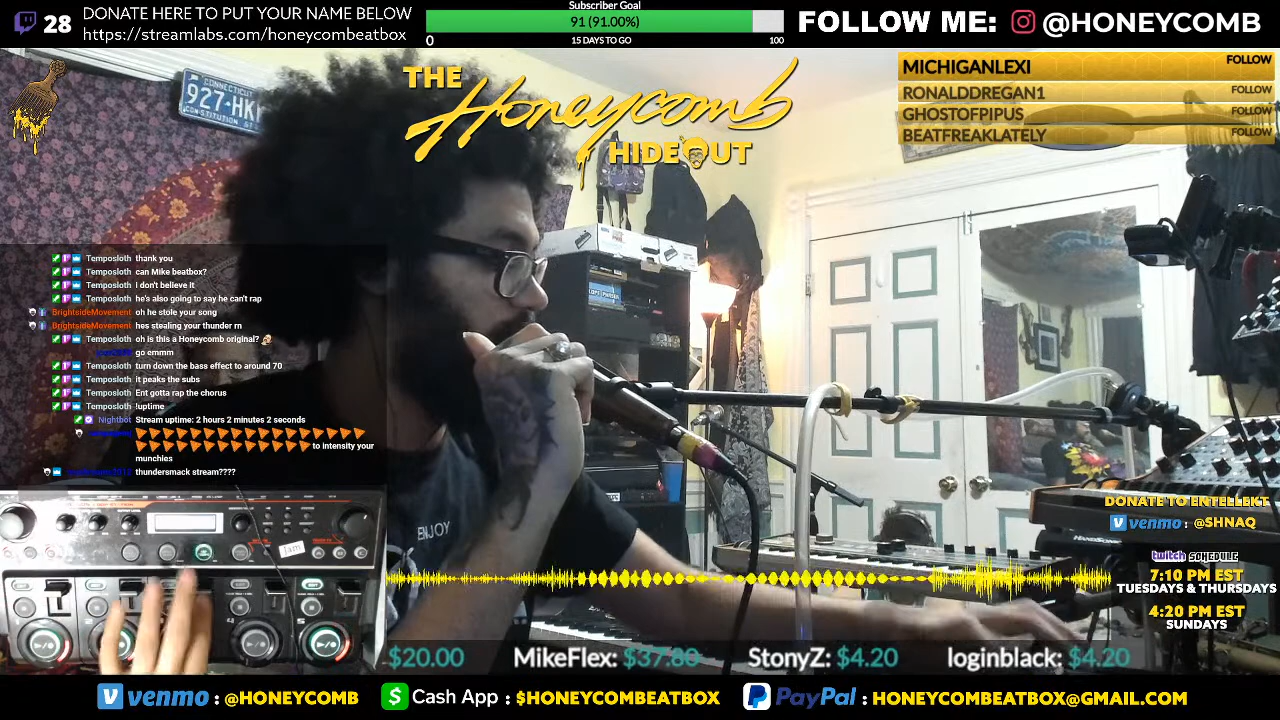 28
DONATE HERE TO PUT YOUR NAME BELOW
https://streamlabs.com/honeycombeatbox
Subscriber Goal
91 (91.00%)
0
15 DAYS TO GO
100
FOLLOW ME: @HONEYCOMB
MICHIGANLEXI FOLLOW
RONALDDREGAN1 FOLLOW
GHOSTOFPIPUS FOLLOW
BEATFREAKLATELY FOLLOW
CONNECTICUT
927·HK
THE
Honeycomb
HIDEOUT
Temposloth thank you
Temposloth can Mike beatbox?
Temposloth I don't believe it
Temposloth he's also going to say he can't rap
BrightsideMovement oh he stole your song
BrightsideMovement hes stealing your thunder rn
Temposloth oh is this a Honeycomb original?
go emmm
Temposloth turn down the bass effect to around 70
Temposloth it peaks the subs
Temposloth Ent gotta rap the chorus
Temposloth !uptime
Nightbot Stream uptime: 2 hours 2 minutes 2 seconds
to intensity your
munchies
thundersmack stream????
ENJOY
Jam
DONATE TO ENTELLEKT
venmo : @SHNAQ
twitch SCHEDULE
7:10 PM EST
TUESDAYS & THURSDAYS
4:20 PM EST
SUNDAYS
$20.00 MikeFlex: $37.80 StonyZ: $4.20 loginblack: $4.20
venmo : @HONEYCOMB
Cash App : $HONEYCOMBEATBOX
PayPal : HONEYCOMBEATBOX@GMAIL.COM